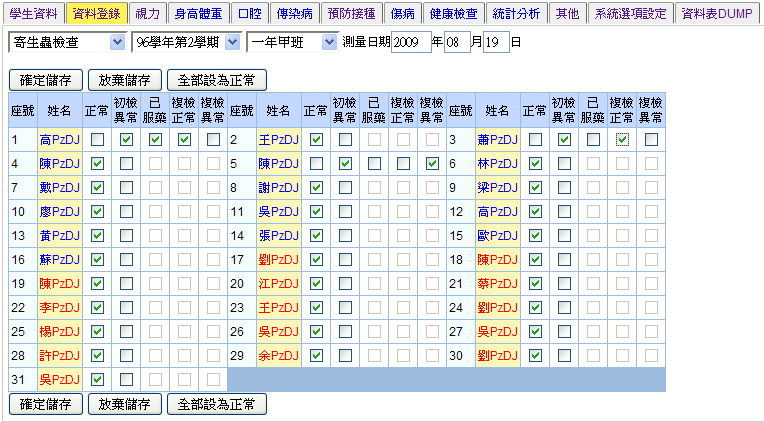 學生資料 資料登錄 視力 身高體重 口腔 傳染病 預防接種 傷病 健康檢查 統計分析 其他 系統選項設定 資料表DUMP
寄生蟲檢查 96學年第2學期 一年甲班 測量日期 2009 年 08 月 19 日
確定儲存 放棄儲存 全部設為正常
座號 姓名 正常 初檢異常 已服藥 複檢正常 複檢異常 座號 姓名 正常 初檢異常 已服藥 複檢正常 複檢異常 座號 姓名 正常 初檢異常 已服藥 複檢正常 複檢異常
1 高PzDJ 2 王PzDJ 3 蕭PzDJ
4 陳PzDJ 5 陳PzDJ 6 林PzDJ
7 戴PzDJ 8 謝PzDJ 9 梁PzDJ
10 廖PzDJ 11 吳PzDJ 12 高PzDJ
13 黃PzDJ 14 張PzDJ 15 歐PzDJ
16 蘇PzDJ 17 劉PzDJ 18 陳PzDJ
19 陳PzDJ 20 江PzDJ 21 蔡PzDJ
22 李PzDJ 23 王PzDJ 24 劉PzDJ
25 楊PzDJ 26 吳PzDJ 27 吳PzDJ
28 許PzDJ 29 余PzDJ 30 劉PzDJ
31 吳PzDJ
確定儲存 放棄儲存 全部設為正常